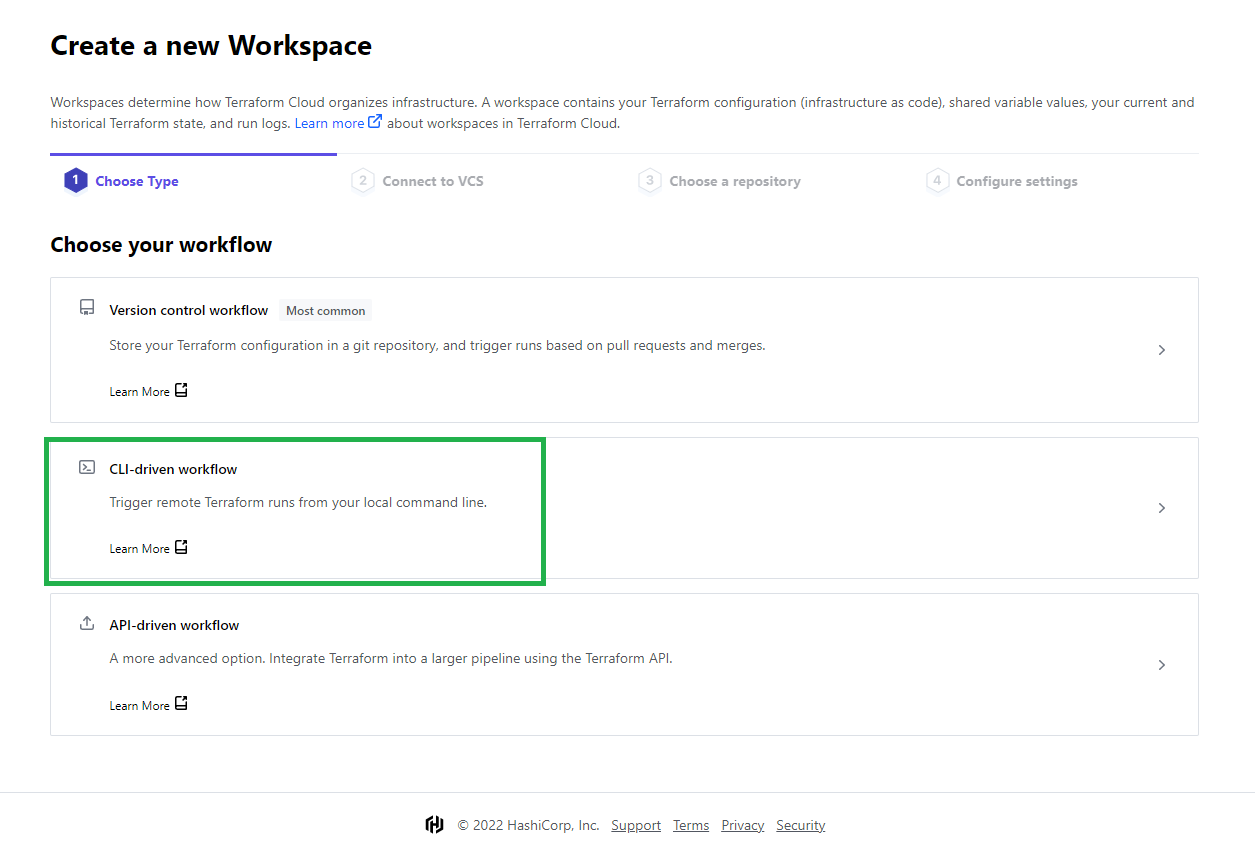 Create a new Workspace
Workspaces determine how Terraform Cloud organizes infrastructure. A workspace contains your Terraform configuration (infrastructure as code), shared variable values, your current and
historical Terraform state, and run logs. Learn more about workspaces in Terraform Cloud.
1 Choose Type
2 Connect to VCS
3 Choose a repository
4 Configure settings
Choose your workflow
Version control workflow Most common
Store your Terraform configuration in a git repository, and trigger runs based on pull requests and merges.
Learn More
CLI-driven workflow
Trigger remote Terraform runs from your local command line.
Learn More
API-driven workflow
A more advanced option. Integrate Terraform into a larger pipeline using the Terraform API.
Learn More
© 2022 HashiCorp, Inc. Support Terms Privacy Security